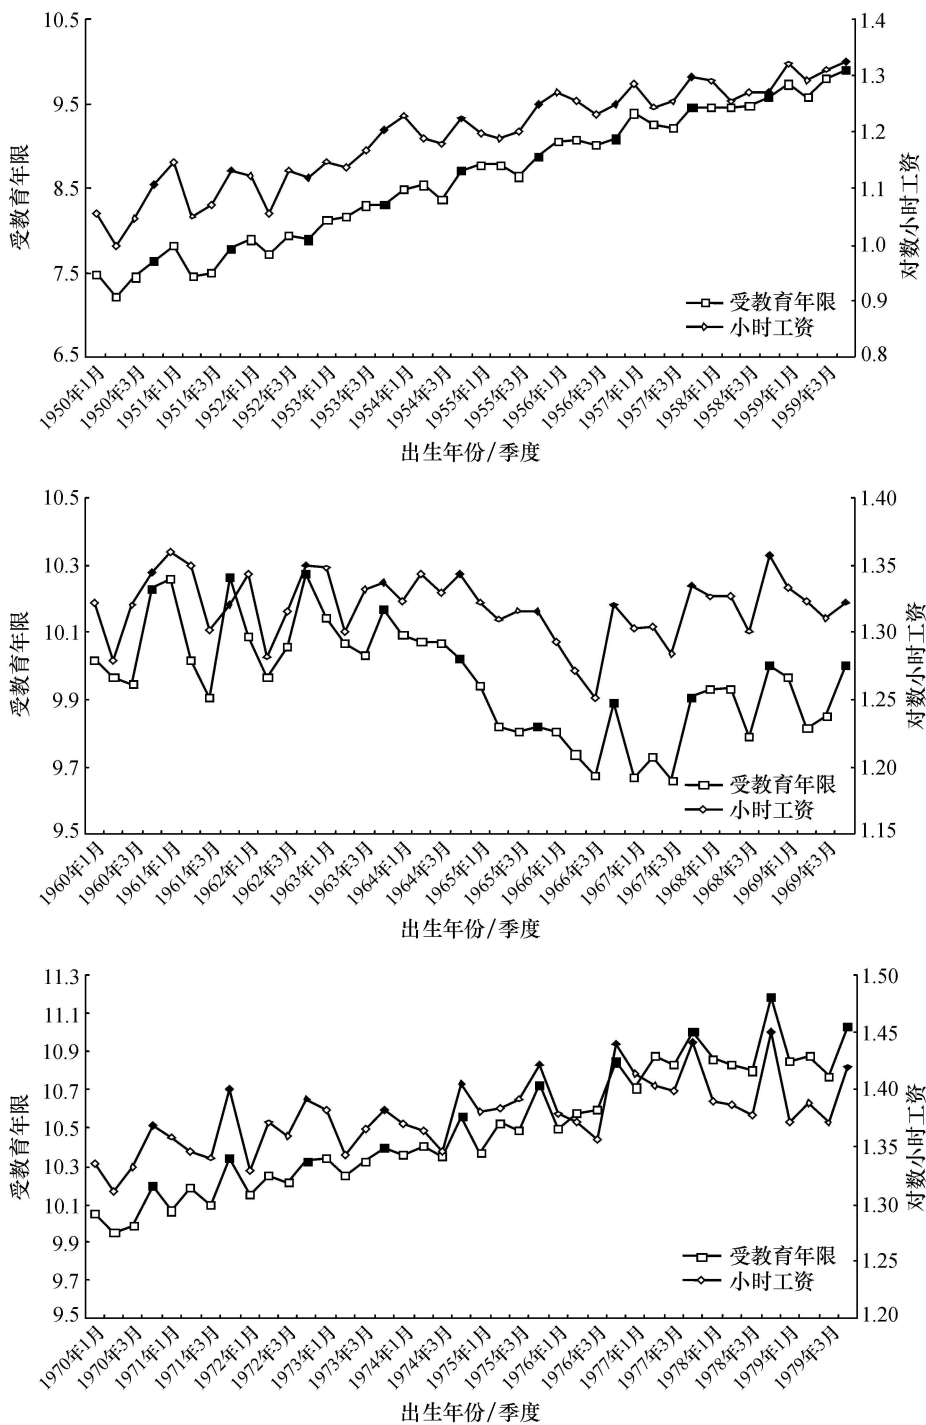 10.5
9.5
8.5
7.5
6.5
受教育年限
1.4
1.3
1.2
1.1
1.0
0.9
0.8
对数小时工资
受教育年限
小时工资
1950年1月
1950年3月
1951年1月
1951年3月
1952年1月
1952年3月
1953年1月
1953年3月
1954年1月
1954年3月
1955年1月
1955年3月
1956年1月
1956年3月
1957年1月
1957年3月
1958年1月
1958年3月
1959年1月
1959年3月
出生年份/季度
10.5
10.3
10.1
9.9
9.7
9.5
受教育年限
1.40
1.35
1.30
1.25
1.20
1.15
对数小时工资
受教育年限
小时工资
1960年1月
1960年3月
1961年1月
1961年3月
1962年1月
1962年3月
1963年1月
1963年3月
1964年1月
1964年3月
1965年1月
1965年3月
1966年1月
1966年3月
1967年1月
1967年3月
1968年1月
1968年3月
1969年1月
1969年3月
出生年份/季度
11.3
11.1
10.9
10.7
10.5
10.3
10.1
9.9
9.7
9.5
受教育年限
1.50
1.45
1.40
1.35
1.30
1.25
1.20
对数小时工资
受教育年限
小时工资
1970年1月
1970年3月
1971年1月
1971年3月
1972年1月
1972年3月
1973年1月
1973年3月
1974年1月
1974年3月
1975年1月
1975年3月
1976年1月
1976年3月
1977年1月
1977年3月
1978年1月
1978年3月
1979年1月
1979年3月
出生年份/季度